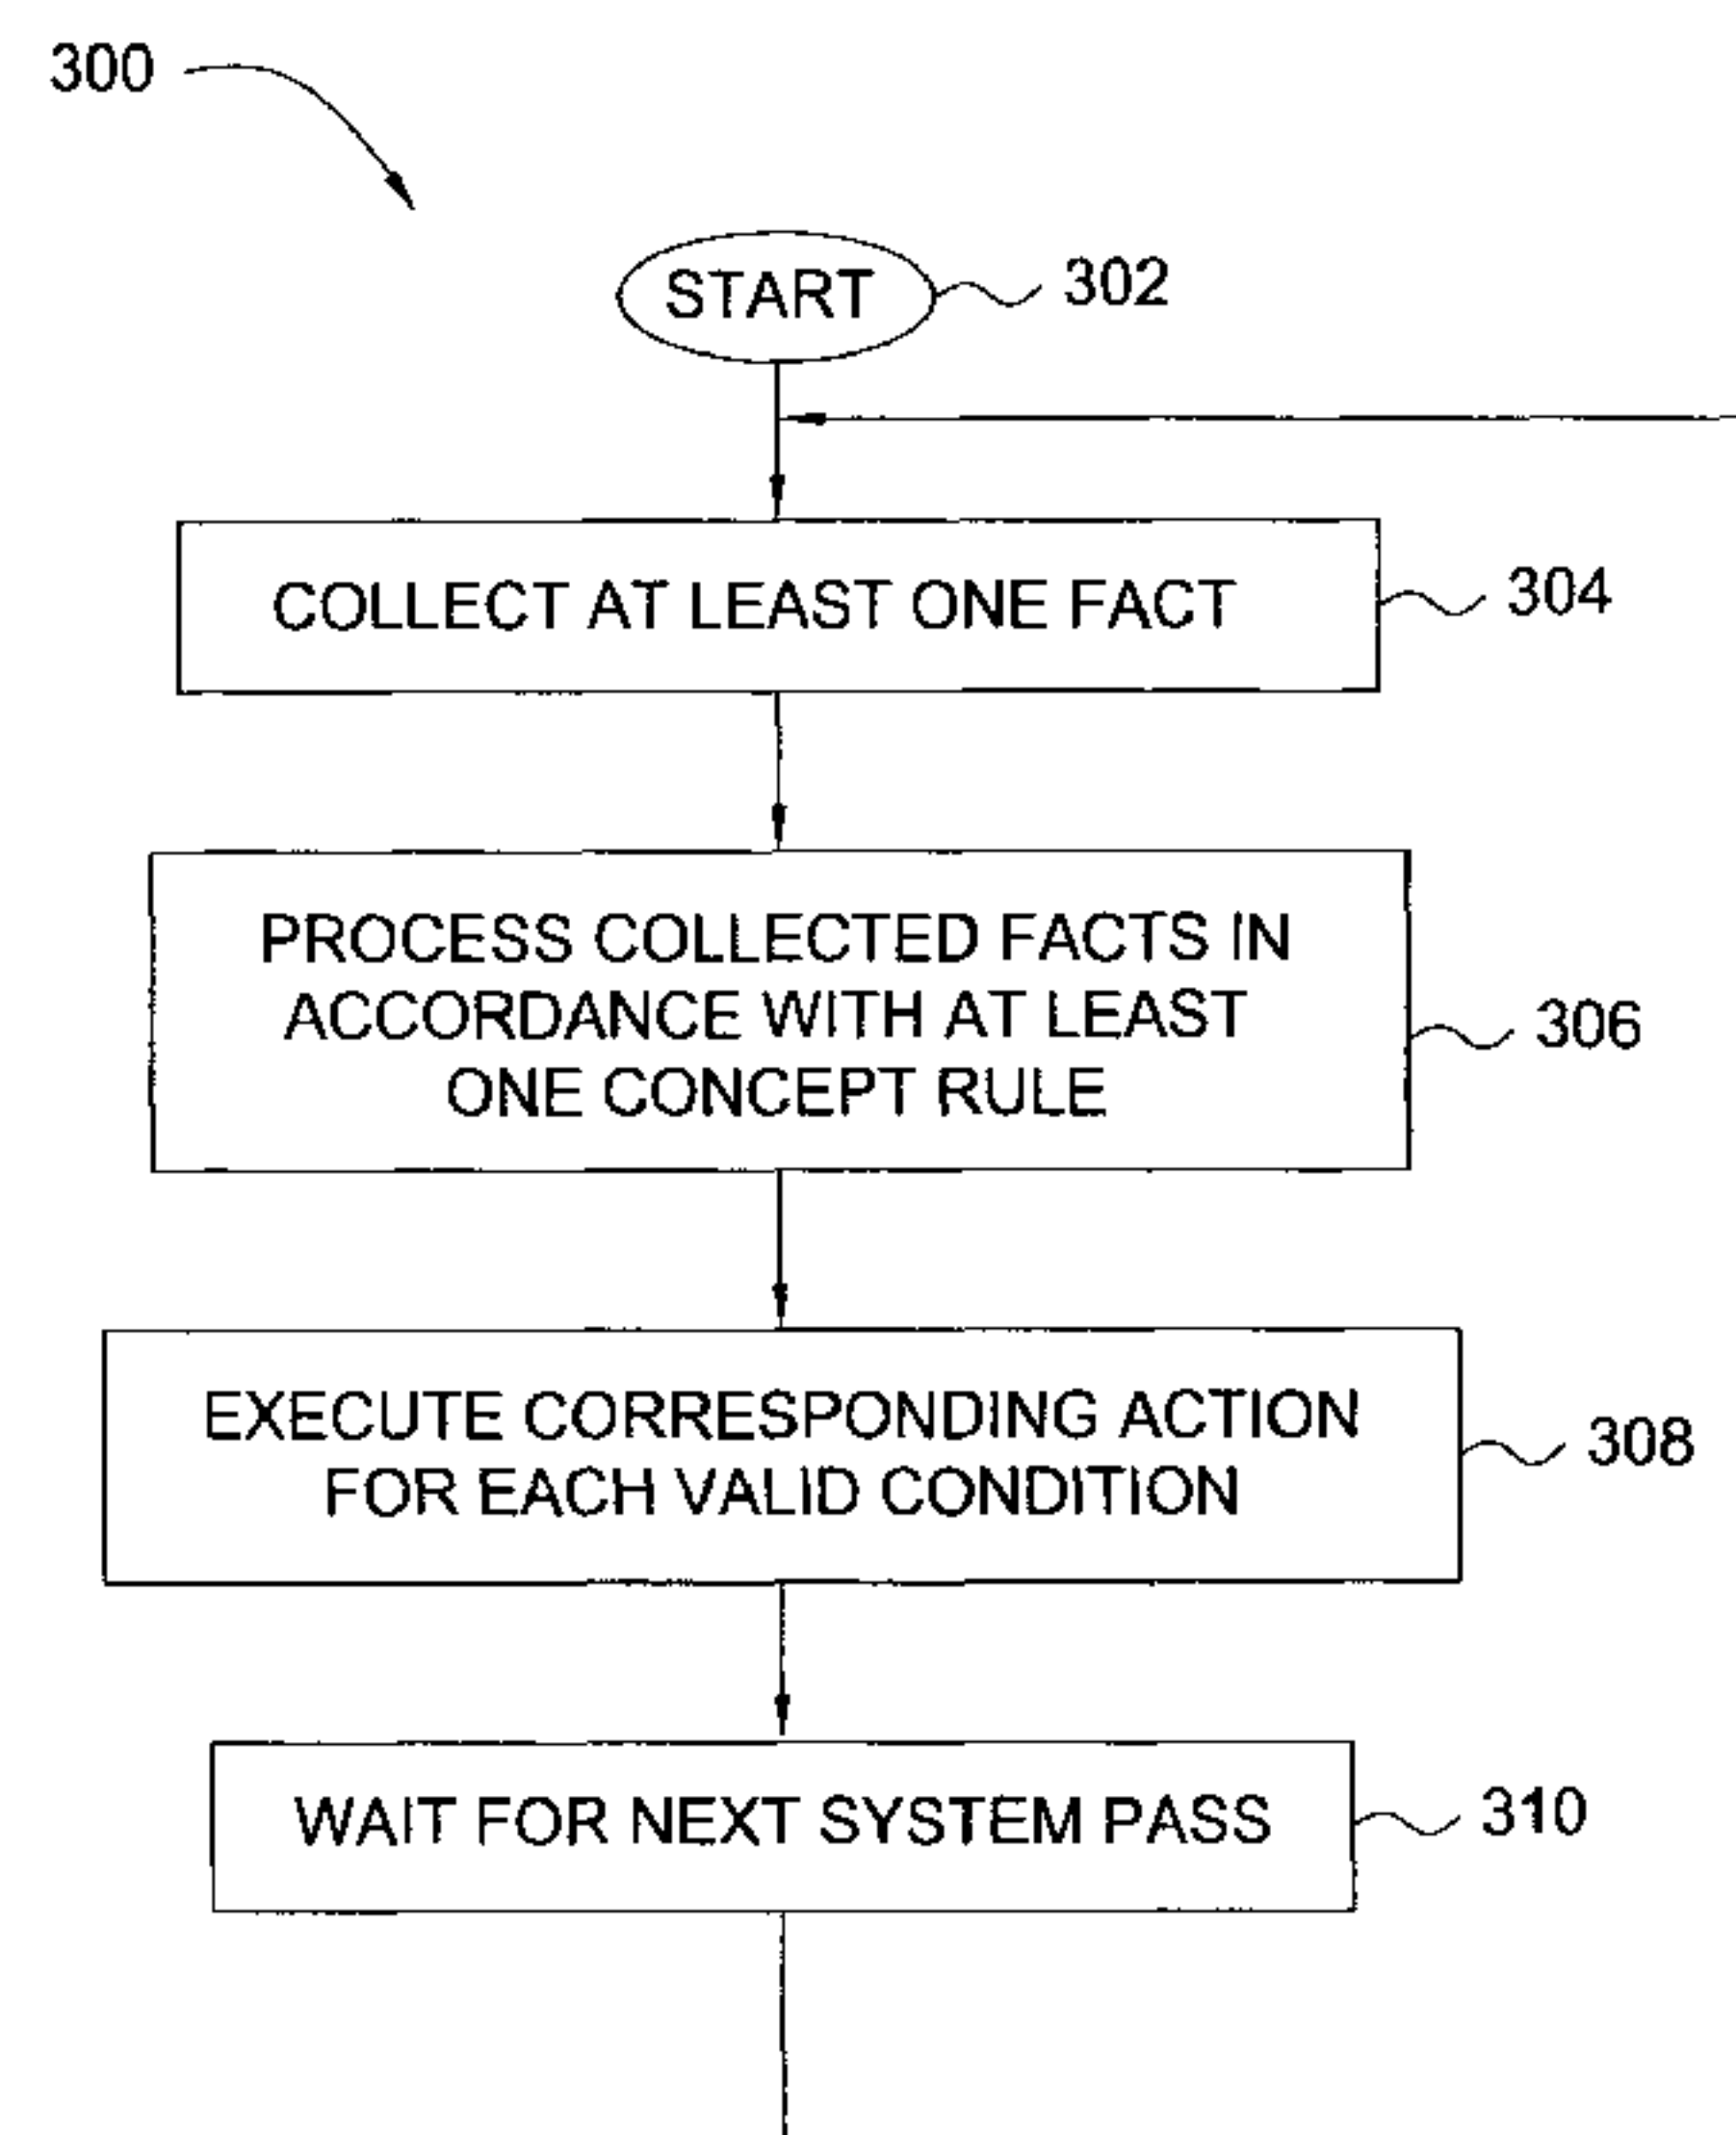 300
START
302
COLLECT AT LEAST ONE FACT
304
PROCESS COLLECTED FACTS IN
ACCORDANCE WITH AT LEAST
ONE CONCEPT RULE
306
EXECUTE CORRESPONDING ACTION
FOR EACH VALID CONDITION
308
WAIT FOR NEXT SYSTEM PASS
310